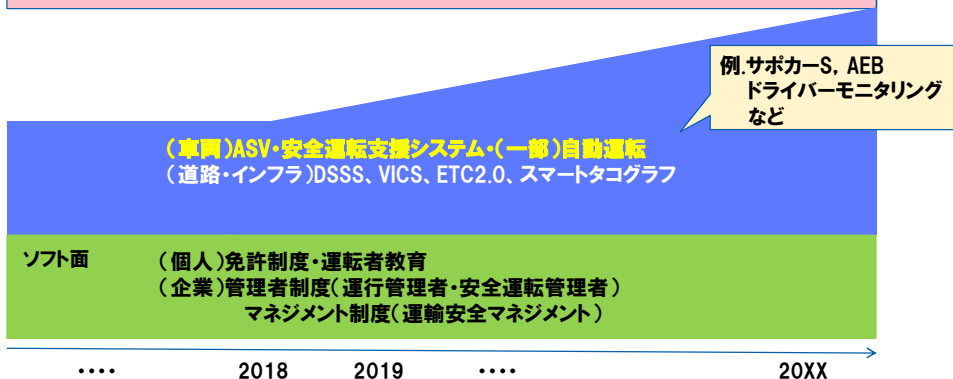 例.サポカーS, AEB
ドライバーモニタリング
など
(車両)ASV・安全運転支援システム・(一部)自動運転
(道路・インフラ)DSSS、VICS、ETC2.0、スマートタコグラフ
ソフト面
(個人)免許制度・運転者教育
(企業)管理者制度(運行管理者・安全運転管理者)
マネジメント制度(運輸安全マネジメント)
・・・・ 2018 2019 ・・・・ 20XX